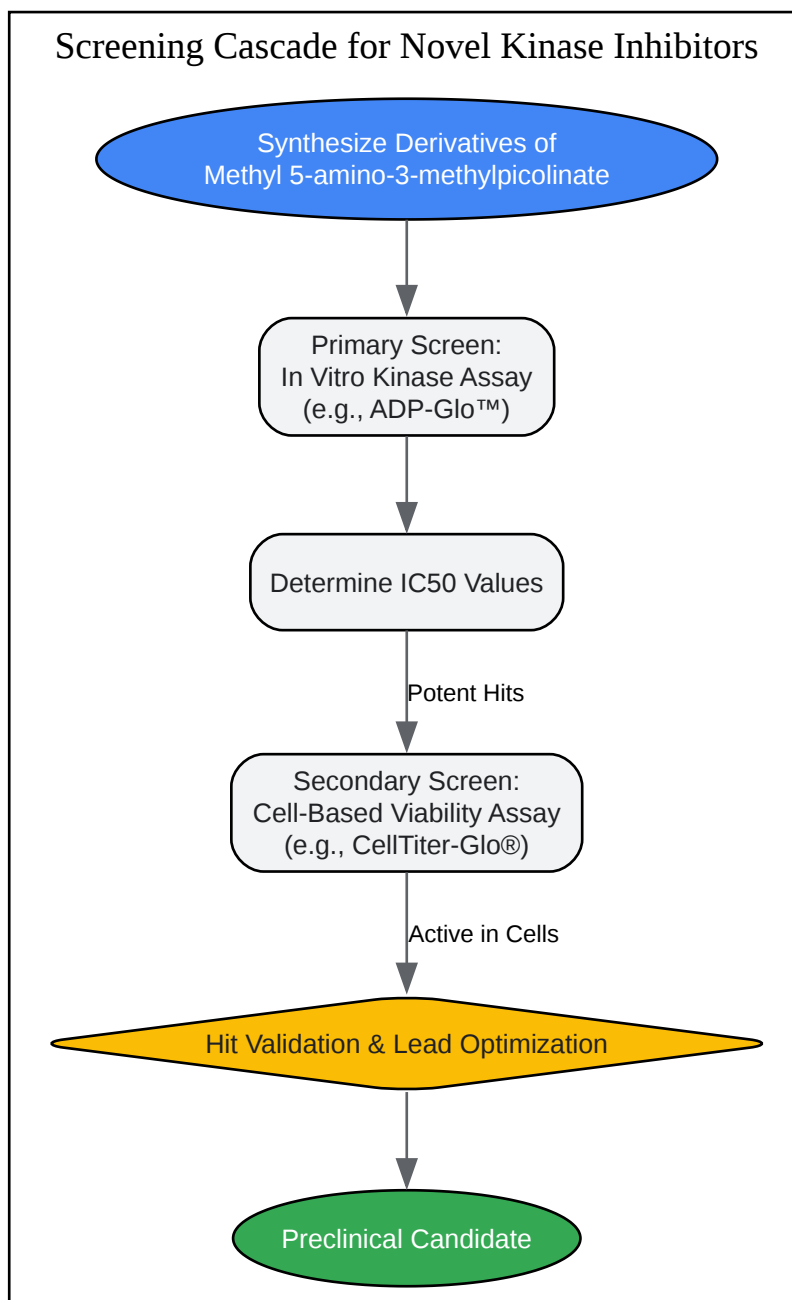 Screening Cascade for Novel Kinase Inhibitors
Synthesize Derivatives of
Methyl 5-amino-3-methylpicolinate
Primary Screen:
In Vitro Kinase Assay
(e.g., ADP-Glo™)
Determine IC50 Values
Potent Hits
Secondary Screen:
Cell-Based Viability Assay
(e.g., CellTiter-Glo®)
Active in Cells
Hit Validation & Lead Optimization
Preclinical Candidate